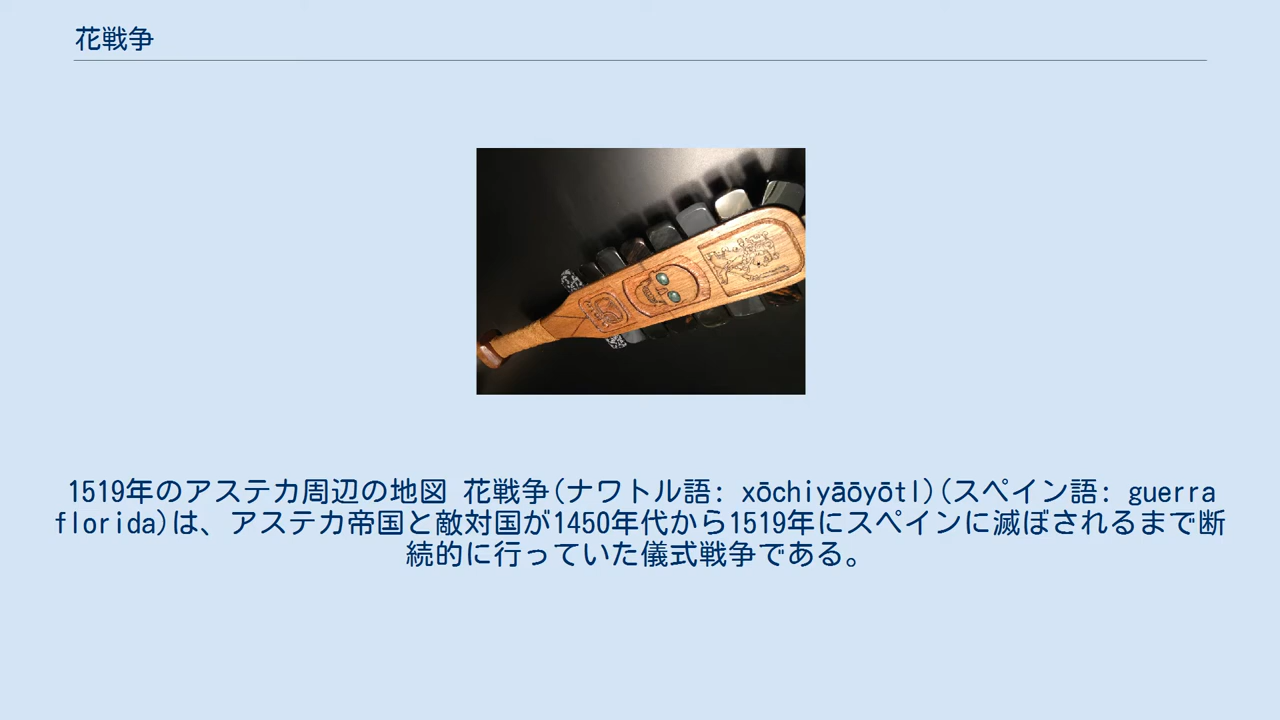 花戦争
1519年のアステカ周辺の地図 花戦争(ナワトル語: xōchiyāōyōtl)(スペイン語: guerra
florida)は、アステカ帝国と敵対国が1450年代から1519年にスペインに滅ぼされるまで断
続的に行っていた儀式戦争である。